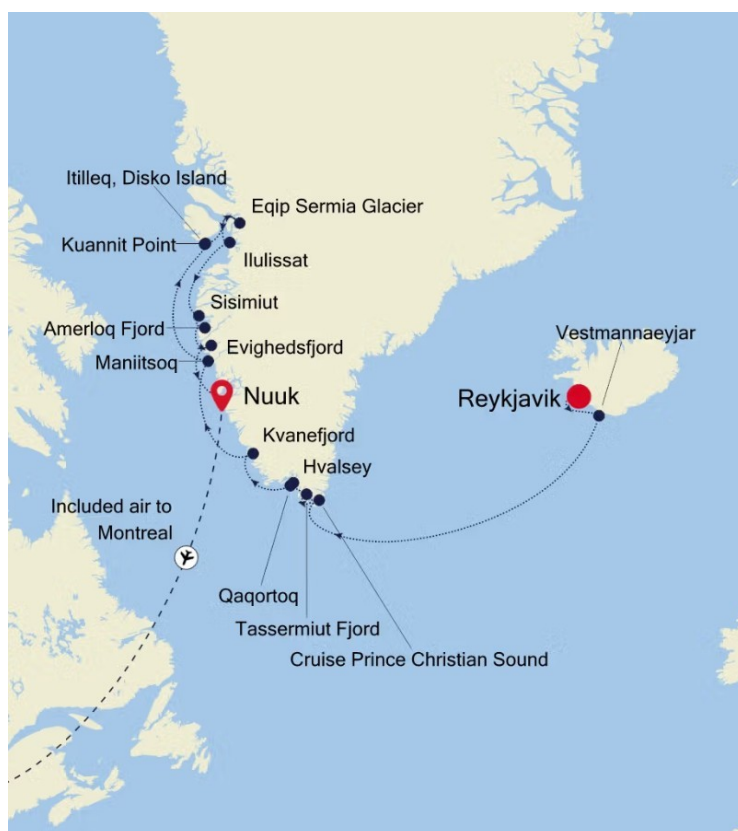 Itilleq, Disko Island
Eqip Sermia Glacier
Kuannit Point
Ilulissat
Sisimiut
Amerloq Fjord
Evighedsfjord
Maniitsoq
Vestmannaeyjar
Nuuk
Reykjavik
Kvanefjord
Hvalsey
Included air to
Montreal
Qaqortoq
Tassermiut Fjord
Cruise Prince Christian Sound